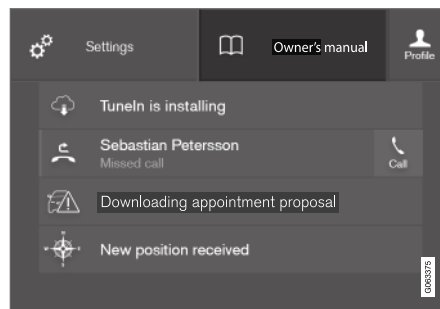 Settings
Owner's manual
Profile
TuneIn is installing
Sebastian Petersson
Missed call
Call
Downloading appointment proposal
New position received
G063375